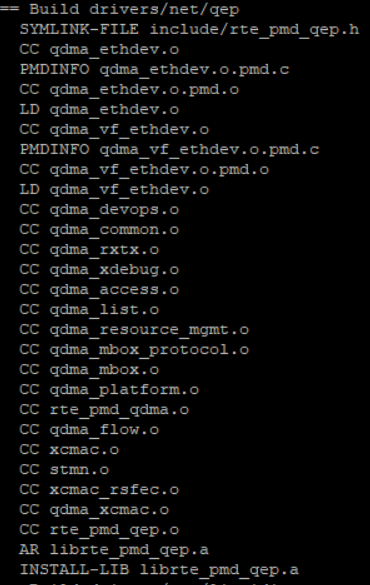 == Build drivers/net/qep
SYMLINK-FILE include/rte_pmd_qep.h
CC qdma_ethdev.o
PMDINFO qdma_ethdev.o.pmd.c
CC qdma_ethdev.o.pmd.o
LD qdma_ethdev.o
CC qdma_vf_ethdev.o
PMDINFO qdma_vf_ethdev.o.pmd.c
CC qdma_vf_ethdev.o.pmd.o
LD qdma_vf_ethdev.o
CC qdma_devops.o
CC qdma_common.o
CC qdma_rxtx.o
CC qdma_xdebug.o
CC qdma_access.o
CC qdma_list.o
CC qdma_resource_mgmt.o
CC qdma_mbox_protocol.o
CC qdma_mbox.o
CC qdma_platform.o
CC rte_pmd_qdma.o
CC qdma_flow.o
CC xcmac.o
CC stmn.o
CC xcmac_rsfec.o
CC qdma_xcmac.o
CC rte_pmd_qep.o
AR librte_pmd_qep.a
INSTALL-LIB librte_pmd_qep.a